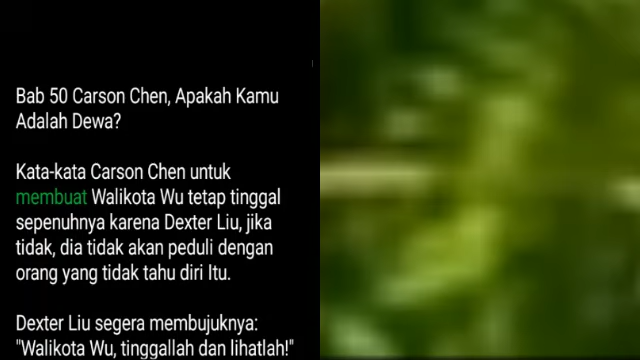 Bab 50 Carson Chen, Apakah Kamu
Adalah Dewa?
Kata-kata Carson Chen untuk
membuat Walikota Wu tetap tinggal
sepenuhnya karena Dexter Liu, jika
tidak, dia tidak akan peduli dengan
orang yang tidak tahu diri Itu.
Dexter Liu segera membujuknya:
"Walikota Wu, tinggallah dan lihatlah!"